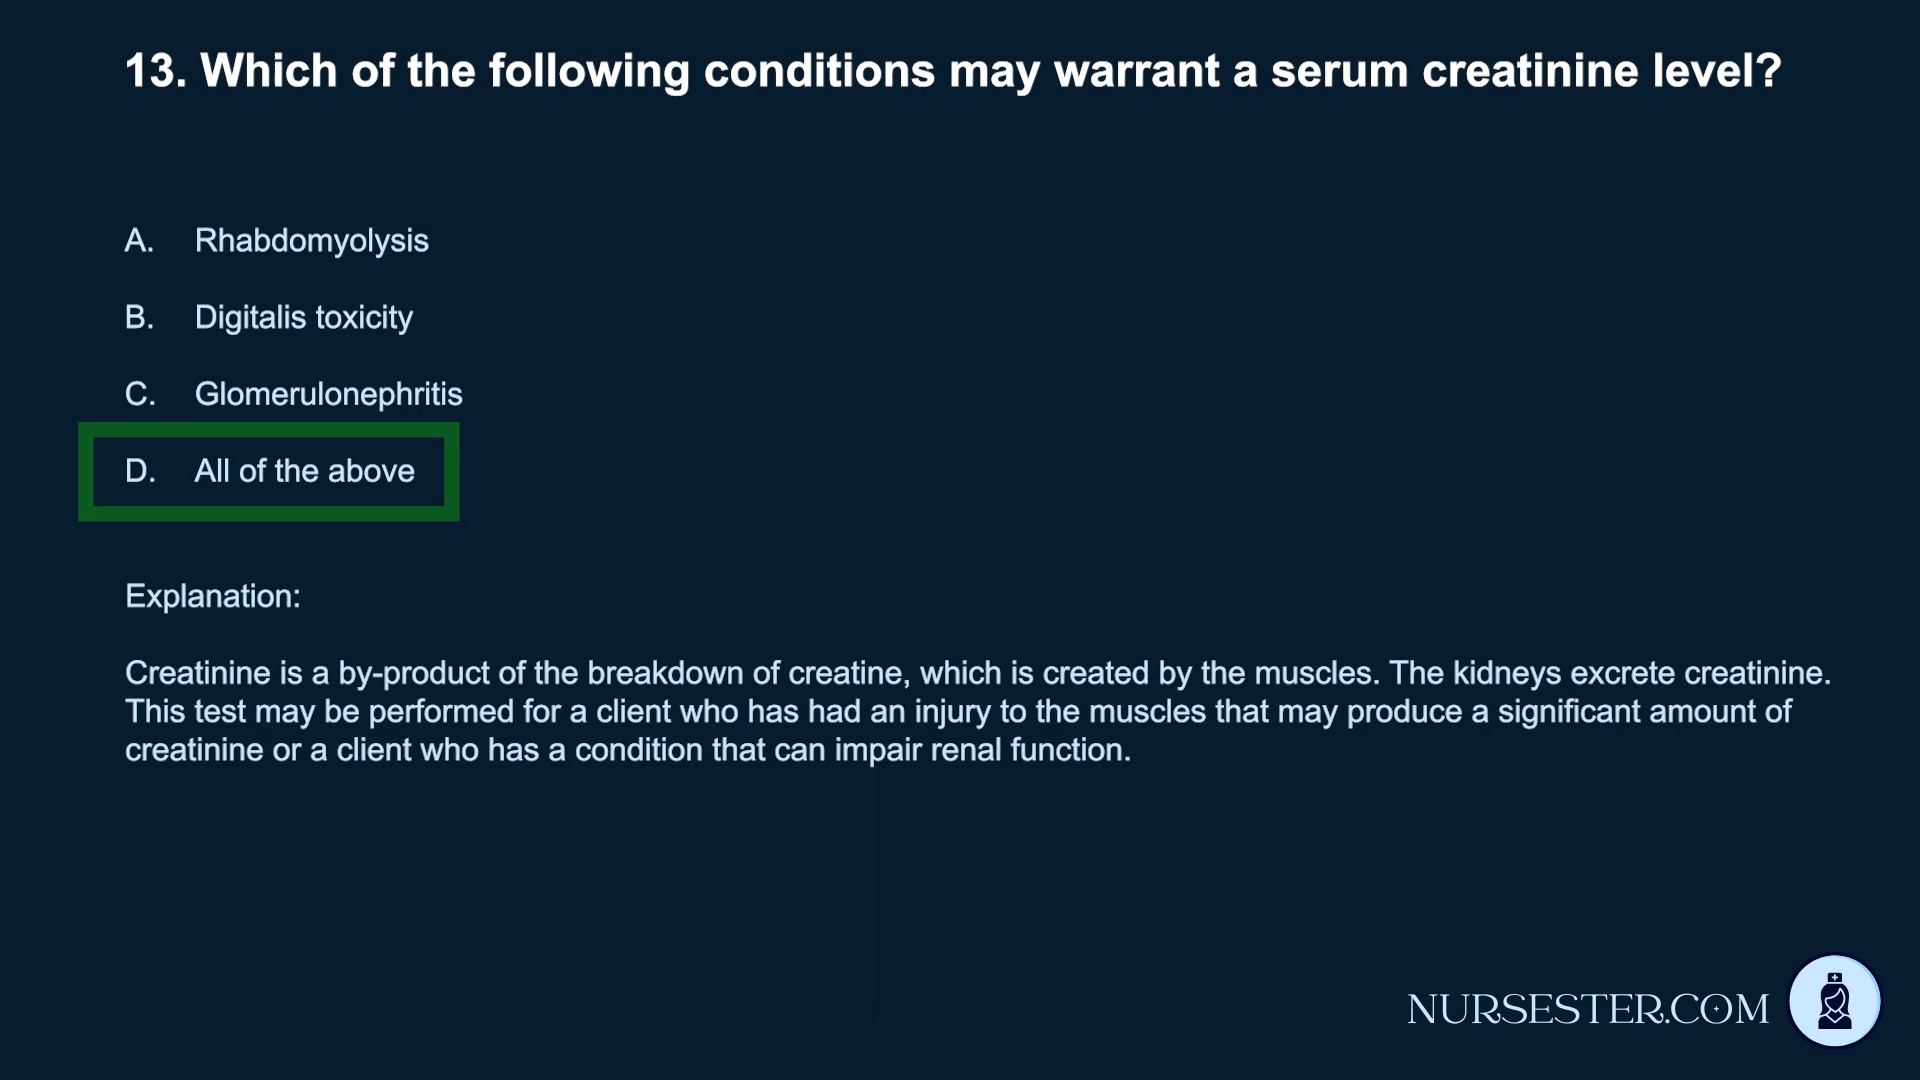 13. Which of the following conditions may warrant a serum creatinine level?
A. Rhabdomyolysis
B. Digitalis toxicity
C. Glomerulonephritis
D. All of the above
Explanation:
Creatinine is a by-product of the breakdown of creatine, which is created by the muscles. The kidneys excrete creatinine.
This test may be performed for a client who has had an injury to the muscles that may produce a significant amount of
creatinine or a client who has a condition that can impair renal function.
NURSESTER.COM